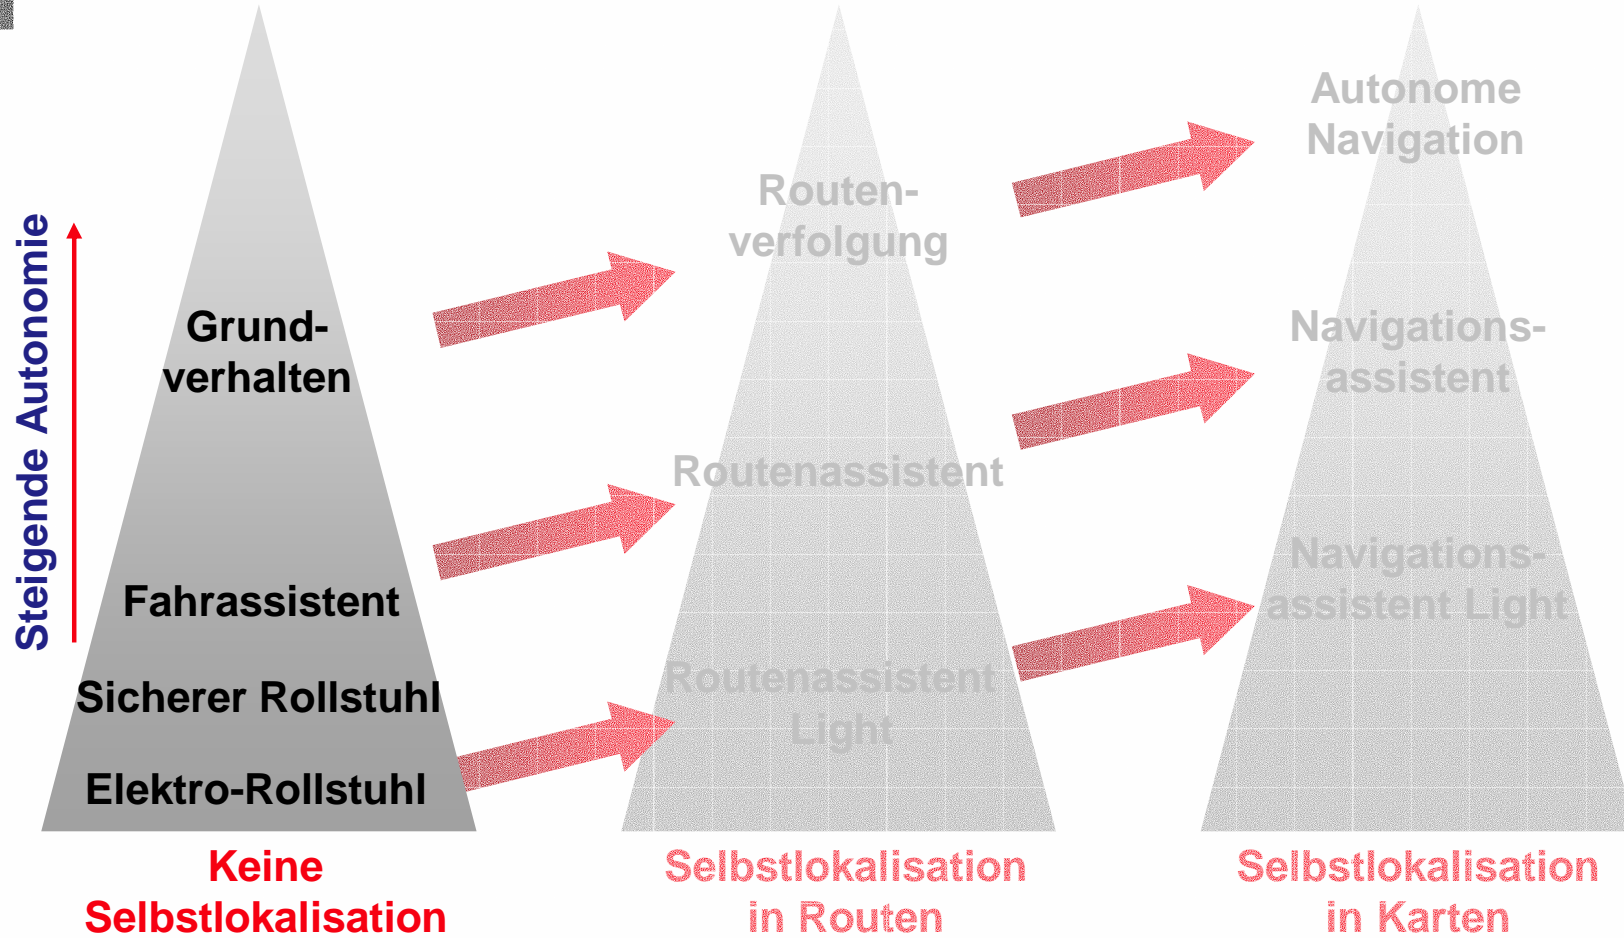 Steigende Autonomie
Grund-
verhalten
Fahrassistent
Sicherer Rollstuhl
Elektro-Rollstuhl
Keine
Selbstlokalisation
Routen-
verfolgung
Routenassistent
Routenassistent
Light
Selbstlokalisation
in Routen
Autonome
Navigation
Navigations-
assistent
Navigations-
assistent Light
Selbstlokalisation
in Karten